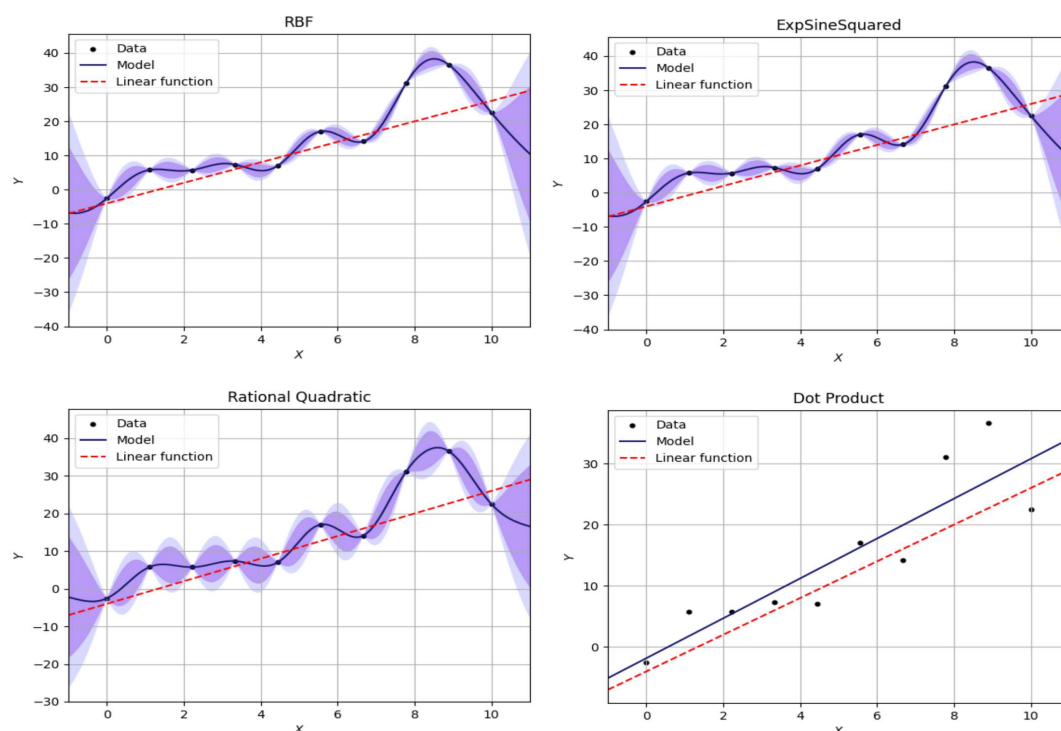 RBF
Data
Model
Linear function
40
30
20
10
0
−10
−20
−30
−40
Y
0
2
4
6
8
10
X
ExpSineSquared
Data
Model
Linear function
40
30
20
10
0
−10
−20
−30
−40
Y
0
2
4
6
8
10
X
Rational Quadratic
Data
Model
Linear function
40
30
20
10
0
−10
−20
−30
Y
0
2
4
6
8
10
X
Dot Product
Data
Model
Linear function
30
20
10
0
Y
0
2
4
6
8
10
X